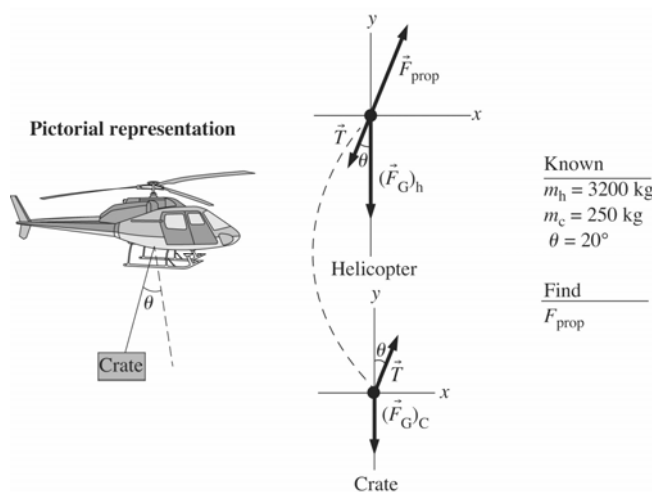 Pictorial representation
θ
Crate
y
F⃗prop
x
T⃗
θ
(F⃗G)h
Helicopter
y
θ
T⃗
x
(F⃗G)C
Crate
Known
mh = 3200 kg
mc = 250 kg
θ = 20°
Find
Fprop